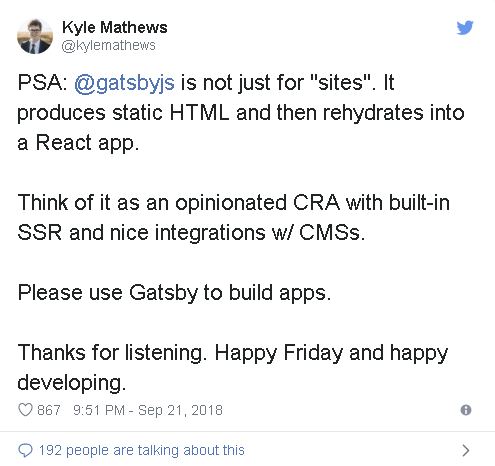 Kyle Mathews
@kylemathews
PSA: @gatsbyjs is not just for "sites". It
produces static HTML and then rehydrates into
a React app.
Think of it as an opinionated CRA with built-in
SSR and nice integrations w/ CMSs.
Please use Gatsby to build apps.
Thanks for listening. Happy Friday and happy
developing.
867 9:51 PM - Sep 21, 2018
192 people are talking about this